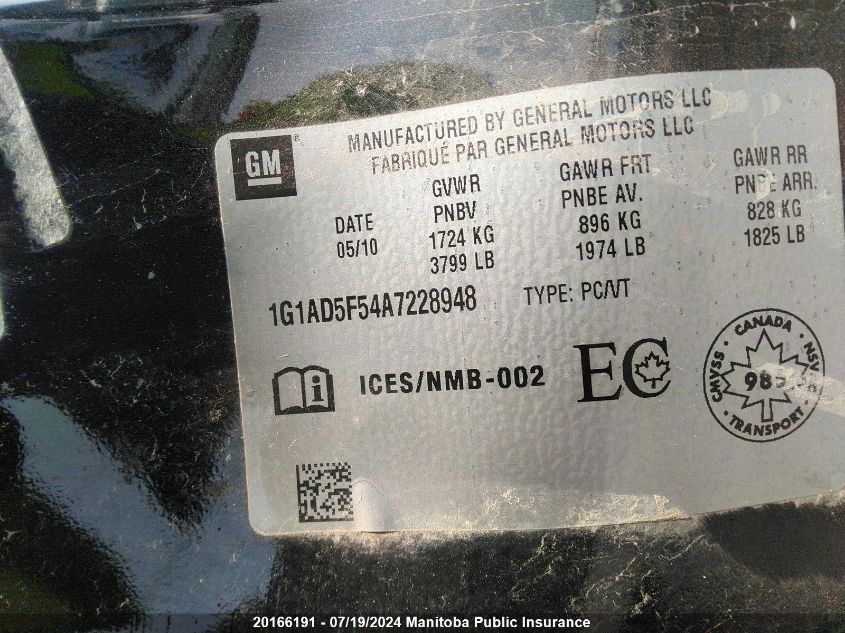 GM
MANUFACTURED BY GENERAL MOTORS LLC
FABRIQUÉ PAR GENERAL MOTORS LLC
DATE
05/10
GVWR
PNBV
1724 KG
3799 LB
GAWR FRT
PNBE AV.
896 KG
1974 LB
GAWR RR
PNBE ARR.
828 KG
1825 LB
1G1AD5F54A7228948
TYPE: PC/VT
i ICES/NMB-002
EC
CANADA
CMVSS NSV
TRANSPORT
20166191 - 07/19/2024 Manitoba Public Insurance